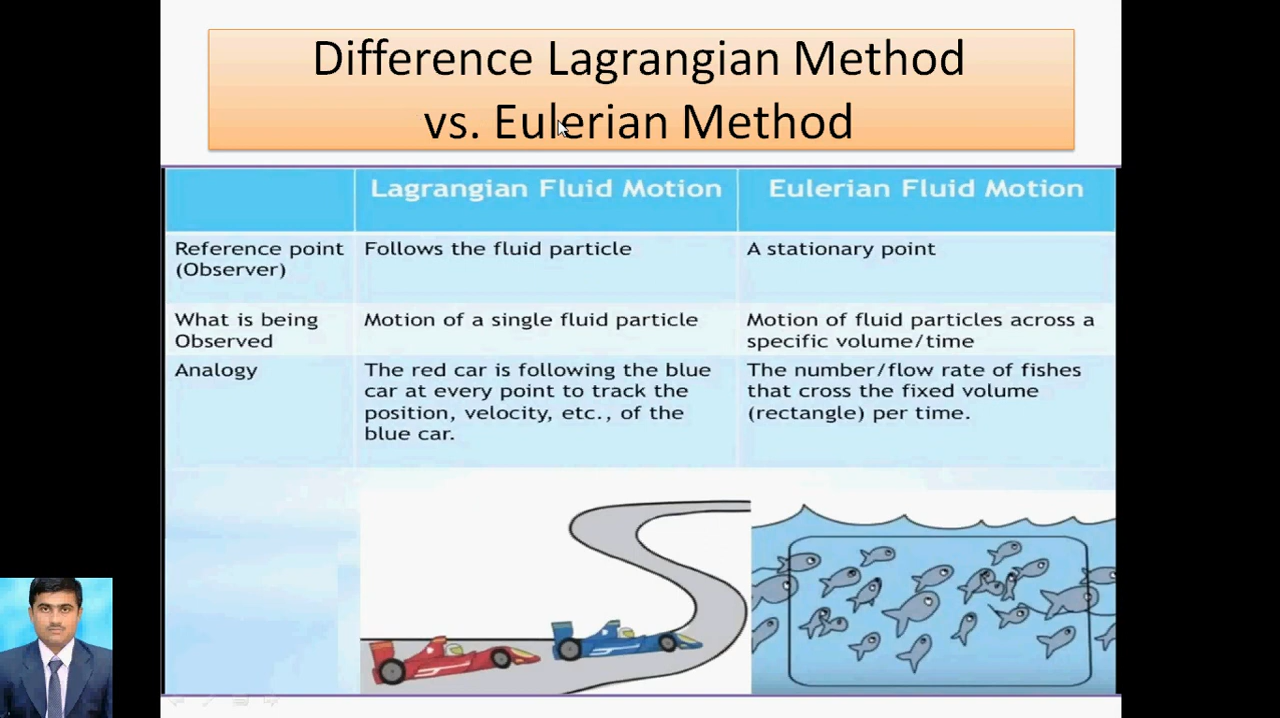 Difference Lagrangian Method
vs. Eulerian Method
Lagrangian Fluid Motion
Eulerian Fluid Motion
Reference point
(Observer)
Follows the fluid particle
A stationary point
What is being
Observed
Motion of a single fluid particle
Motion of fluid particles across a
specific volume/time
Analogy
The red car is following the blue
car at every point to track the
position, velocity, etc., of the
blue car.
The number/flow rate of fishes
that cross the fixed volume
(rectangle) per time.